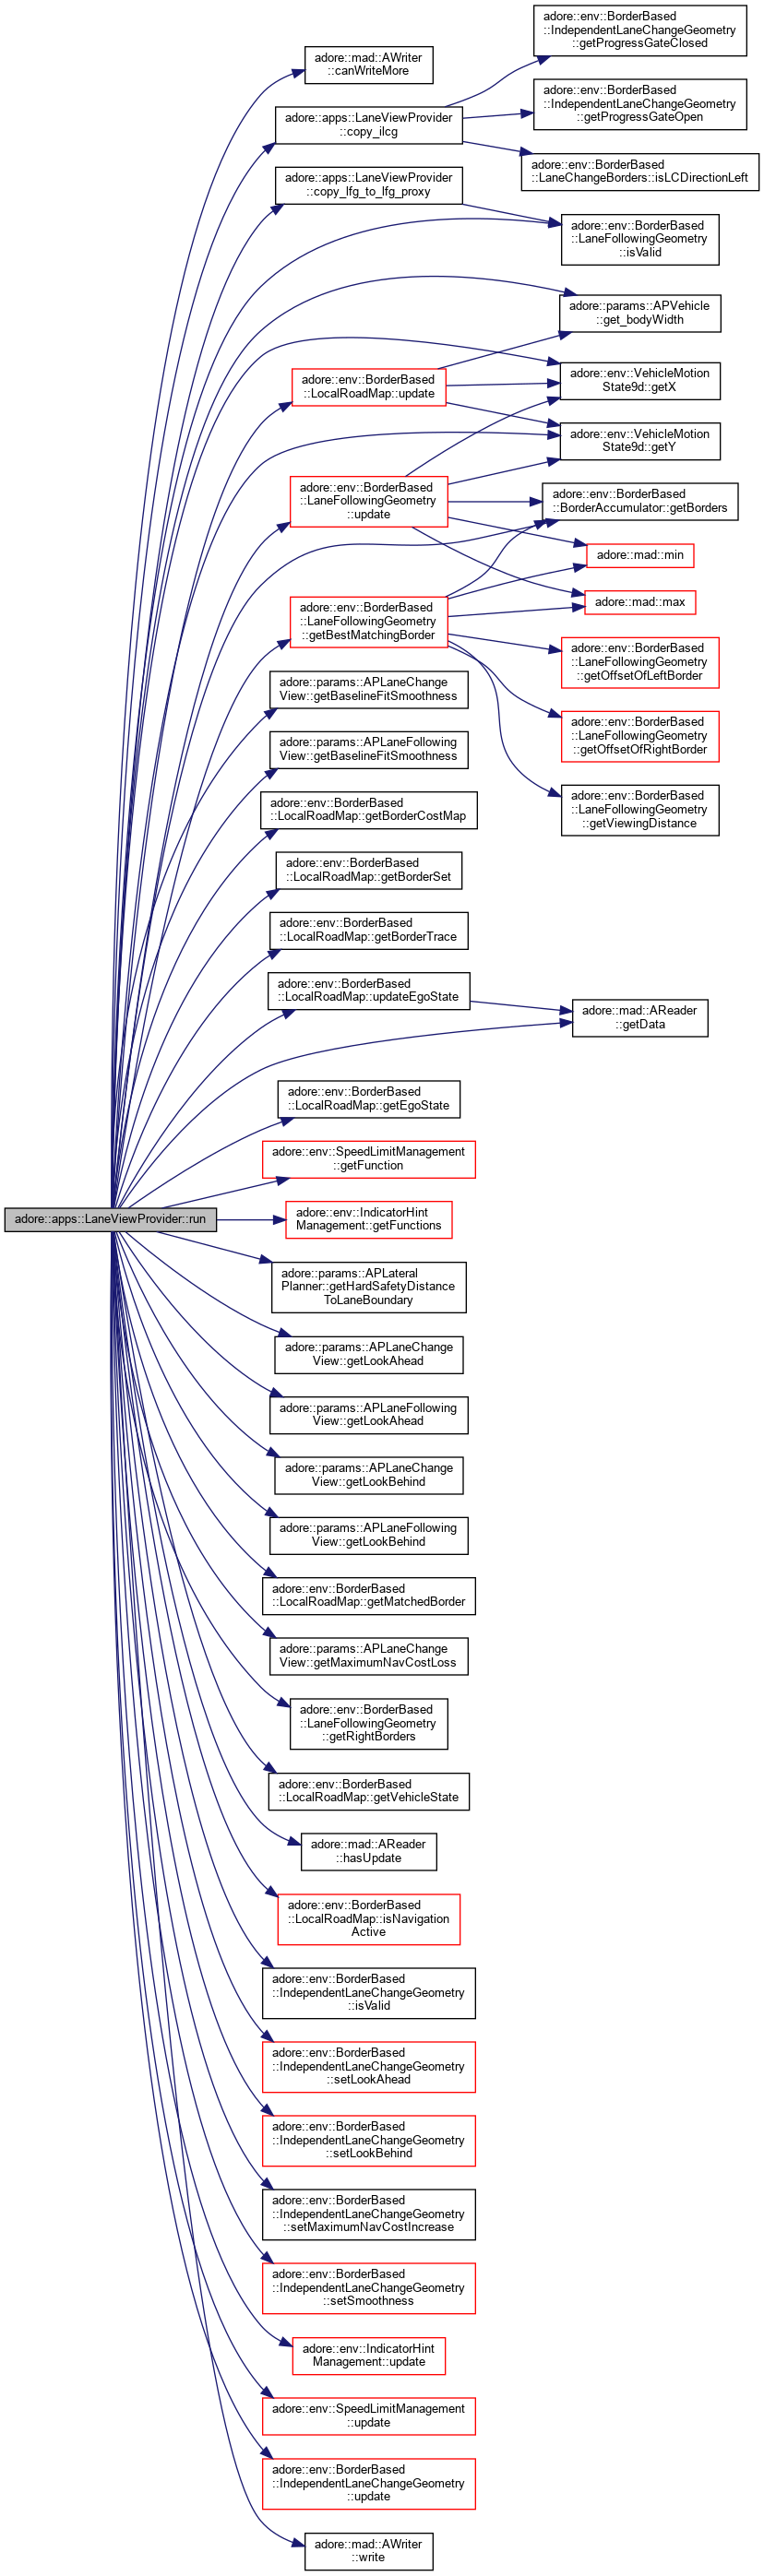 adore::env::BorderBased
::IndependentLaneChangeGeometry
::getProgressGateClosed
adore::mad::AWriter
::canWriteMore
adore::env::BorderBased
::IndependentLaneChangeGeometry
::getProgressGateOpen
adore::apps::LaneViewProvider
::copy_ilcg
adore::env::BorderBased
::LaneChangeBorders::isLCDirectionLeft
adore::apps::LaneViewProvider
::copy_lfg_to_lfg_proxy
adore::env::BorderBased
::LaneFollowingGeometry
::isValid
adore::params::APVehicle
::get_bodyWidth
adore::env::BorderBased
::LocalRoadMap::update
adore::env::VehicleMotion
State9d::getX
adore::env::VehicleMotion
State9d::getY
adore::env::BorderBased
::LaneFollowingGeometry
::update
adore::env::BorderBased
::BorderAccumulator::getBorders
adore::mad::min
adore::mad::max
adore::env::BorderBased
::LaneFollowingGeometry
::getBestMatchingBorder
adore::env::BorderBased
::LaneFollowingGeometry
::getOffsetOfLeftBorder
adore::params::APLaneChange
View::getBaselineFitSmoothness
adore::env::BorderBased
::LaneFollowingGeometry
::getOffsetOfRightBorder
adore::params::APLaneFollowing
View::getBaselineFitSmoothness
adore::env::BorderBased
::LaneFollowingGeometry
::getViewingDistance
adore::env::BorderBased
::LocalRoadMap::getBorderCostMap
adore::env::BorderBased
::LocalRoadMap::getBorderSet
adore::env::BorderBased
::LocalRoadMap::getBorderTrace
adore::env::BorderBased
::LocalRoadMap::updateEgoState
adore::mad::AReader
::getData
adore::env::BorderBased
::LocalRoadMap::getEgoState
adore::env::SpeedLimitManagement
::getFunction
adore::apps::LaneViewProvider::run
adore::env::IndicatorHint
Management::getFunctions
adore::params::APLateral
Planner::getHardSafetyDistance
ToLaneBoundary
adore::params::APLaneChange
View::getLookAhead
adore::params::APLaneFollowing
View::getLookAhead
adore::params::APLaneChange
View::getLookBehind
adore::params::APLaneFollowing
View::getLookBehind
adore::env::BorderBased
::LocalRoadMap::getMatchedBorder
adore::params::APLaneChange
View::getMaximumNavCostLoss
adore::env::BorderBased
::LaneFollowingGeometry
::getRightBorders
adore::env::BorderBased
::LocalRoadMap::getVehicleState
adore::mad::AReader
::hasUpdate
adore::env::BorderBased
::LocalRoadMap::isNavigation
Active
adore::env::BorderBased
::IndependentLaneChangeGeometry
::isValid
adore::env::BorderBased
::IndependentLaneChangeGeometry
::setLookAhead
adore::env::BorderBased
::IndependentLaneChangeGeometry
::setLookBehind
adore::env::BorderBased
::IndependentLaneChangeGeometry
::setMaximumNavCostIncrease
adore::env::BorderBased
::IndependentLaneChangeGeometry
::setSmoothness
adore::env::IndicatorHint
Management::update
adore::env::SpeedLimitManagement
::update
adore::env::BorderBased
::IndependentLaneChangeGeometry
::update
adore::mad::AWriter
::write